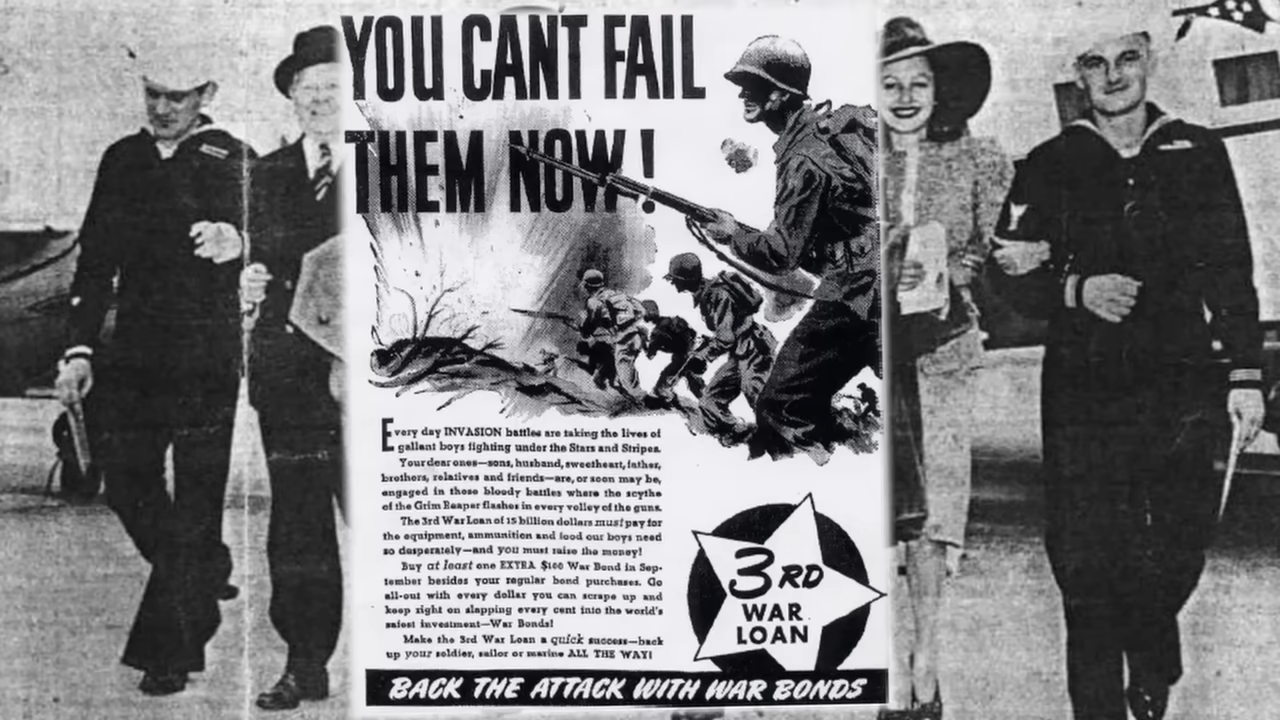 YOU CANT FAIL
THEM NOW!
Every day INVASION battles are taking the lives of
gallant boys fighting under the Stars and Stripes.
Your dear ones—sons, husband, sweetheart, father,
brothers, relatives and friends—are, or soon may be,
engaged in these bloody battles where the scythe
of the Grim Reaper flashes in every volley of the guns.
The 3rd War Loan of 15 billion dollars must pay for
the equipment, ammunition and food our boys need
so desperately—and you must raise the money!
Buy at least one EXTRA $100 War Bond in Sep-
tember besides your regular bond purchases. Go
all-out with every dollar you can scrape up and
keep right on slapping every cent into the world's
safest investment—War Bonds!
Make the 3rd War Loan a quick success—back
up your soldier, sailor or marine ALL THE WAY!
3RD
WAR
LOAN
BACK THE ATTACK WITH WAR BONDS